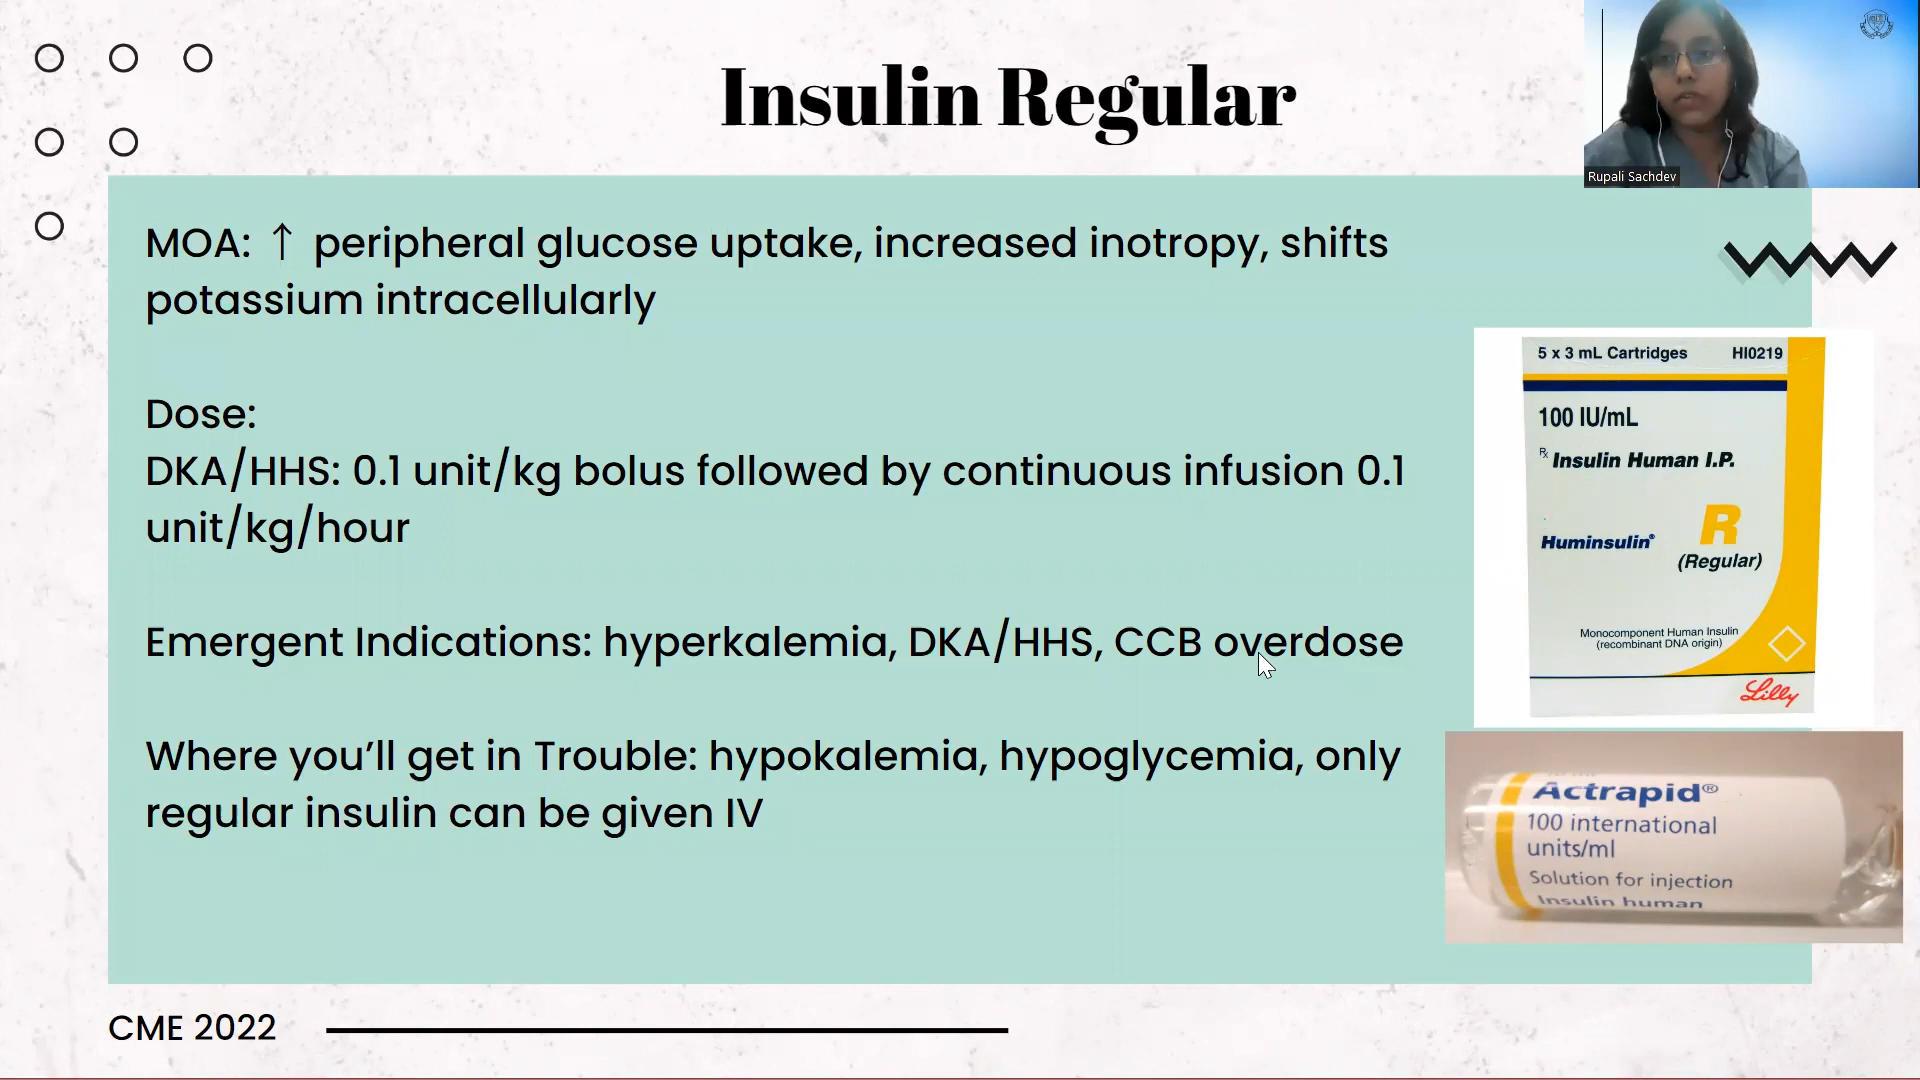 Insulin Regular
Rupali Sachdev
MOA: ↑ peripheral glucose uptake, increased inotropy, shifts
potassium intracellularly
Dose:
DKA/HHS: 0.1 unit/kg bolus followed by continuous infusion 0.1
unit/kg/hour
Emergent Indications: hyperkalemia, DKA/HHS, CCB overdose
Where you’ll get in Trouble: hypokalemia, hypoglycemia, only
regular insulin can be given IV
5 x 3 mL Cartridges HI0219
100 IU/mL
Rx Insulin Human I.P.
Huminsulin® R
(Regular)
Monocomponent Human Insulin
(recombinant DNA origin)
Lilly
Actrapid®
100 international
units/ml
Solution for injection
Insulin human
CME 2022